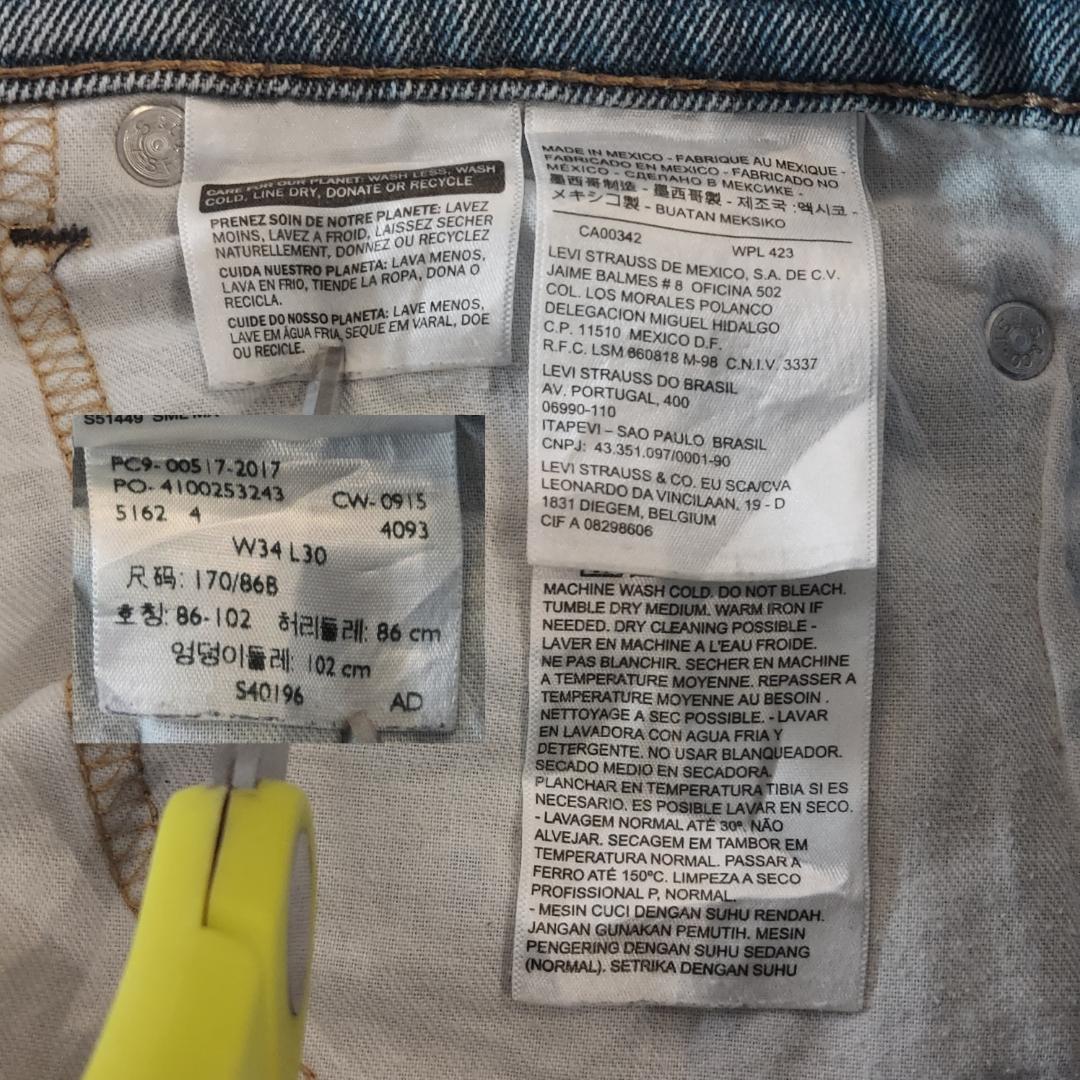 CARE FOR OUR PLANET: WASH LESS, WASH
COLD, LINE DRY, DONATE OR RECYCLE
PRENEZ SOIN DE NOTRE PLANETE: LAVEZ
MOINS, LAVEZ A FROID, LAISSEZ SECHER
NATURELLEMENT, DONNEZ OU RECYCLEZ
CUIDA NUESTRO PLANETA: LAVA MENOS,
LAVA EN FRIO, TIENDE LA ROPA, DONA O
RECICLA.
CUIDE DO NOSSO PLANETA: LAVE MENOS,
LAVE EM ÁGUA FRIA, SEQUE EM VARAL, DOE
OU RECICLE.
S51449
PC9-00517-2017
PO-4100253243 CW-0915
5162 4 4093
W34 L30
尺码: 170/86B
호칭: 86-102 허리둘레: 86 cm
엉덩이둘레: 102 cm
S40196 AD
MADE IN MEXICO - FABRIQUE AU MEXIQUE -
FABRICADO EN MEXICO - FABRICADO NO
MÉXICO - СДЕЛАНО В МЕКСИКЕ -
墨西哥制造 - 墨西哥製 - 제조국 :멕시코 -
メキシコ製 - BUATAN MEKSIKO
CA00342 WPL 423
LEVI STRAUSS DE MEXICO, S.A. DE C.V.
JAIME BALMES # 8 OFICINA 502
COL. LOS MORALES POLANCO
DELEGACION MIGUEL HIDALGO
C.P. 11510 MEXICO D.F.
R.F.C. LSM 660818 M-98 C.N.I.V. 3337
LEVI STRAUSS DO BRASIL
AV. PORTUGAL, 400
06990-110
ITAPEVI – SAO PAULO BRASIL
CNPJ: 43.351.097/0001-90
LEVI STRAUSS & CO. EU SCA/CVA
LEONARDO DA VINCILAAN, 19 - D
1831 DIEGEM, BELGIUM
CIF A 08298606
MACHINE WASH COLD. DO NOT BLEACH.
TUMBLE DRY MEDIUM. WARM IRON IF
NEEDED. DRY CLEANING POSSIBLE -
LAVER EN MACHINE A L'EAU FROIDE.
NE PAS BLANCHIR. SECHER EN MACHINE
A TEMPERATURE MOYENNE. REPASSER A
TEMPERATURE MOYENNE AU BESOIN .
NETTOYAGE A SEC POSSIBLE. - LAVAR
EN LAVADORA CON AGUA FRIA Y
DETERGENTE. NO USAR BLANQUEADOR.
SECADO MEDIO EN SECADORA.
PLANCHAR EN TEMPERATURA TIBIA SI ES
NECESARIO. ES POSIBLE LAVAR EN SECO.
- LAVAGEM NORMAL ATÉ 30º, NÃO
ALVEJAR. SECAGEM EM TAMBOR EM
TEMPERATURA NORMAL. PASSAR A
FERRO ATÉ 150ºC. LIMPEZA A SECO
PROFISSIONAL P, NORMAL.
- MESIN CUCI DENGAN SUHU RENDAH.
JANGAN GUNAKAN PEMUTIH. MESIN
PENGERING DENGAN SUHU SEDANG
(NORMAL). SETRIKA DENGAN SUHU